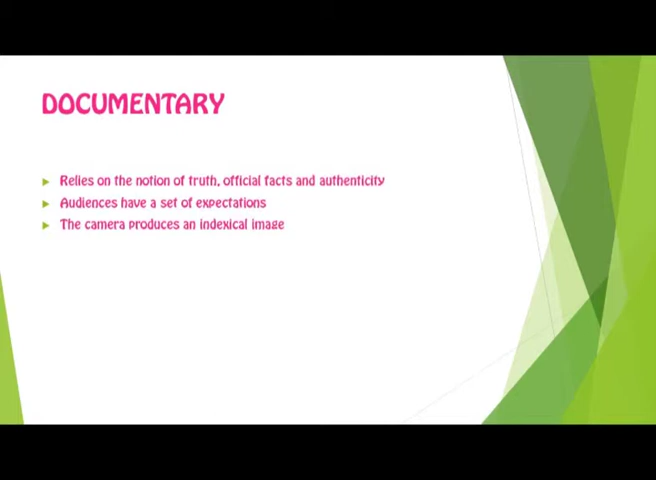 DOCUMENTARY
Relies on the notion of truth, official facts and authenticity
Audiences have a set of expectations
The camera produces an indexical image